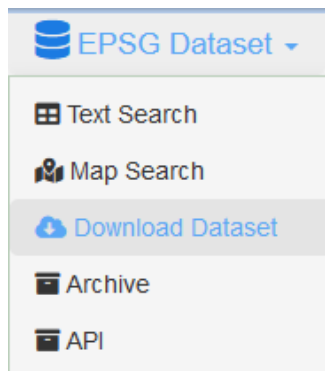 EPSG Dataset
Text Search
Map Search
Download Dataset
Archive
API